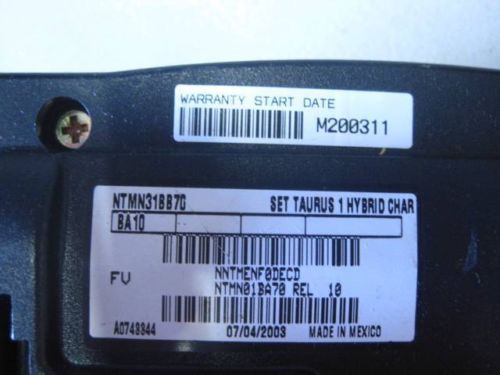 WARRANTY START DATE
M200311
NTMN31BB70 SET TAURUS 1 HYBRID CHAR
BA10
NNTMENF0DECD
FV NTMN01BA70 REL 10
A0743344 07/04/2003 MADE IN MEXICO